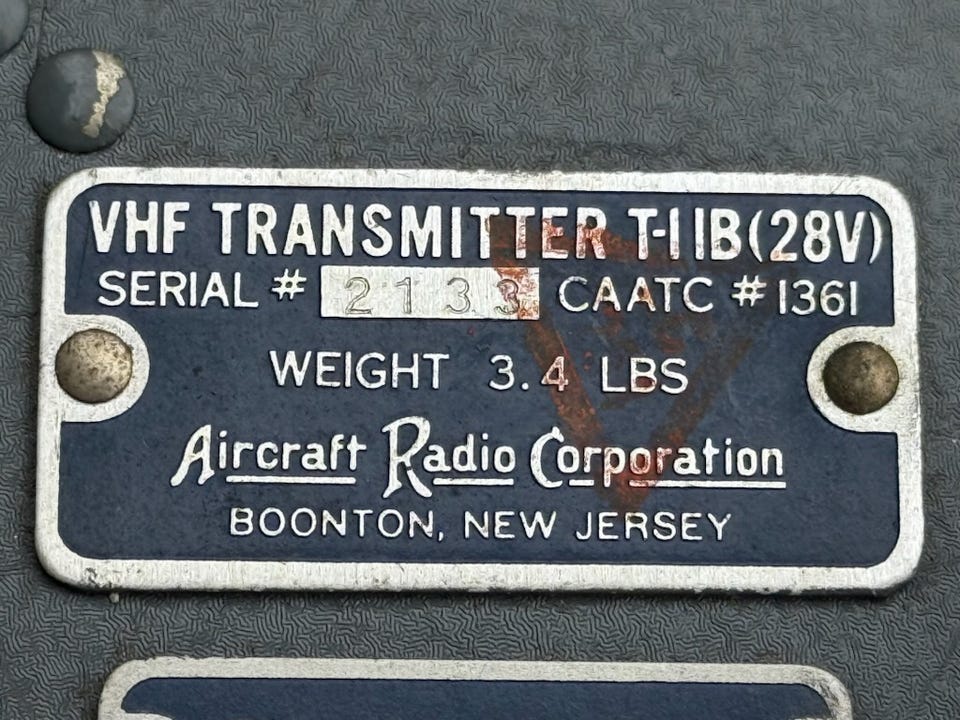 VHF TRANSMITTER T-11B(28V)
SERIAL # 2133 CAATC #1361
WEIGHT 3.4 LBS
Aircraft Radio Corporation
BOONTON, NEW JERSEY